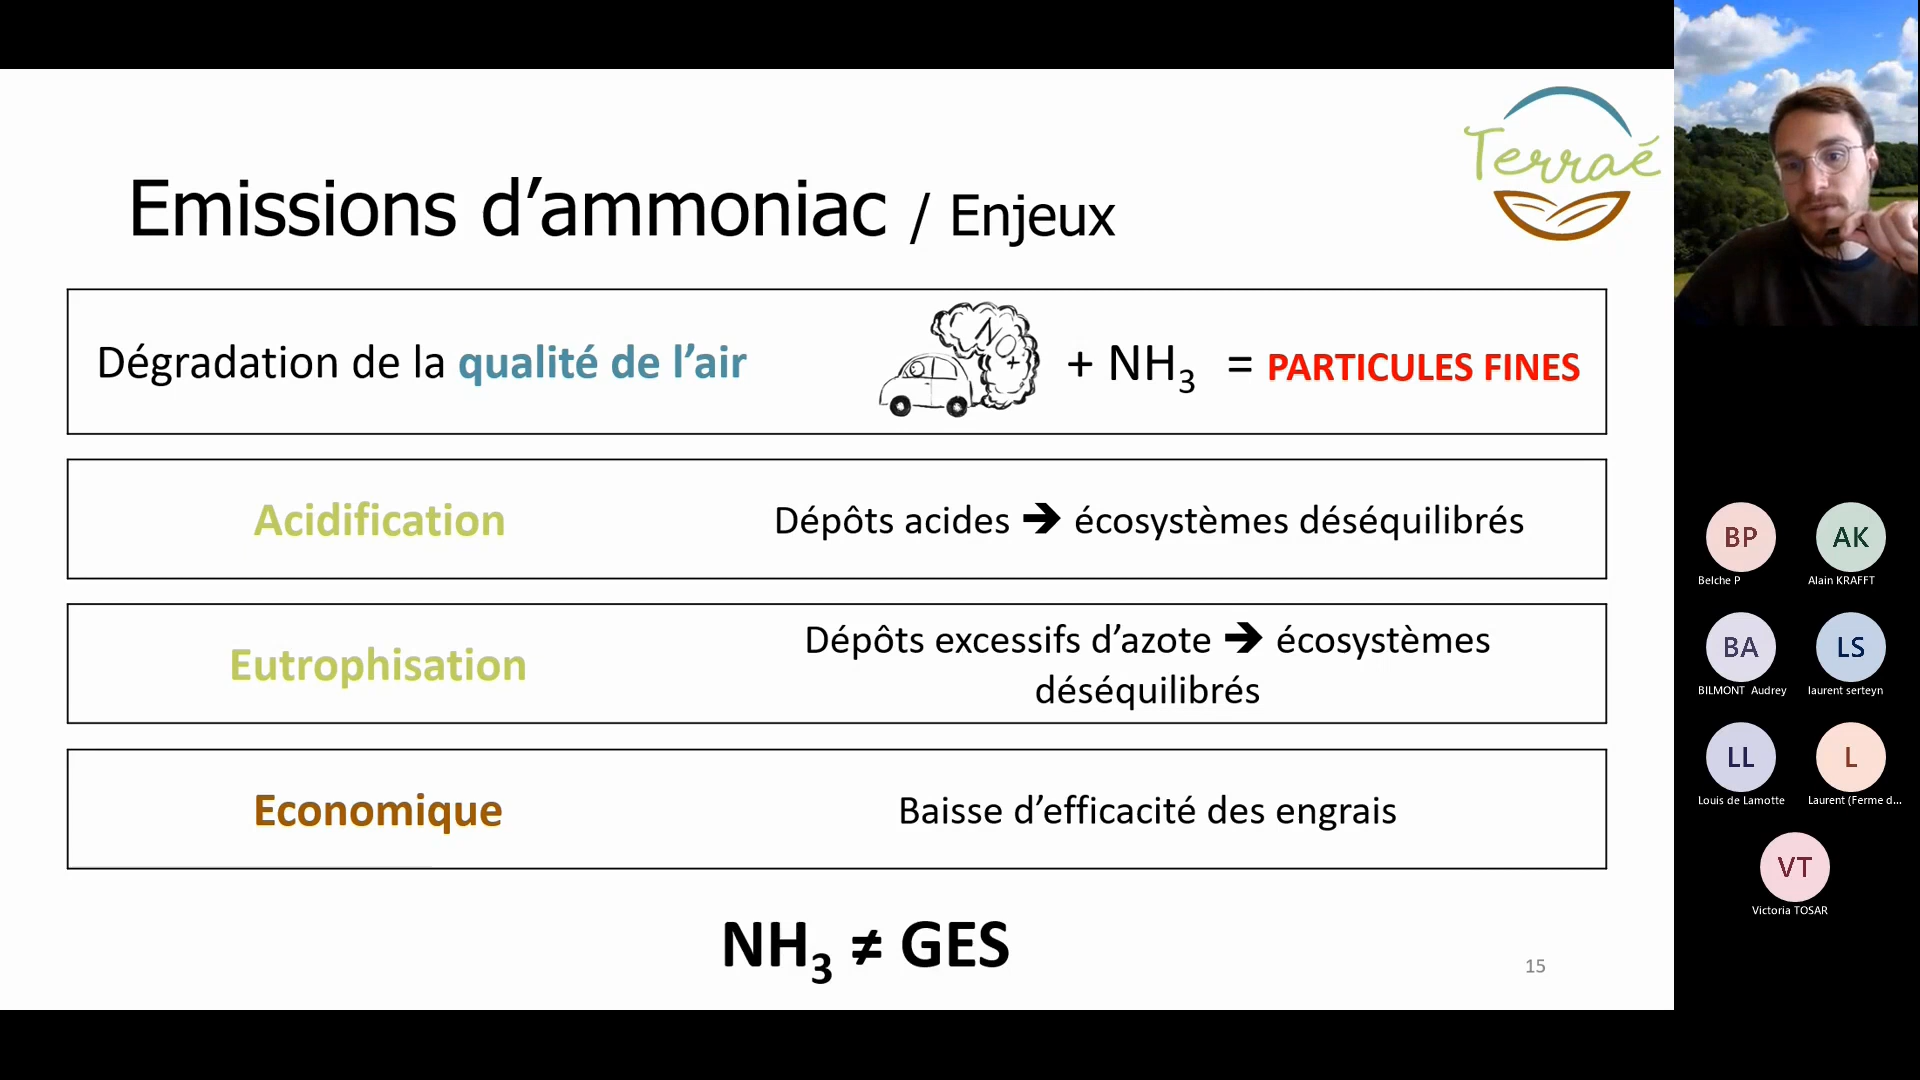 Terraé
Emissions d’ammoniac / Enjeux
Dégradation de la qualité de l’air
NOx
+ NH₃ = PARTICULES FINES
Acidification
Dépôts acides ➔ écosystèmes déséquilibrés
Eutrophisation
Dépôts excessifs d’azote ➔ écosystèmes
déséquilibrés
Economique
Baisse d’efficacité des engrais
NH₃ ≠ GES
15
BP
Belche P
AK
Alain KRAFFT
BA
BILMONT Audrey
LS
laurent serteyn
LL
Louis de Lamotte
L
Laurent (Ferme d...
VT
Victoria TOSAR